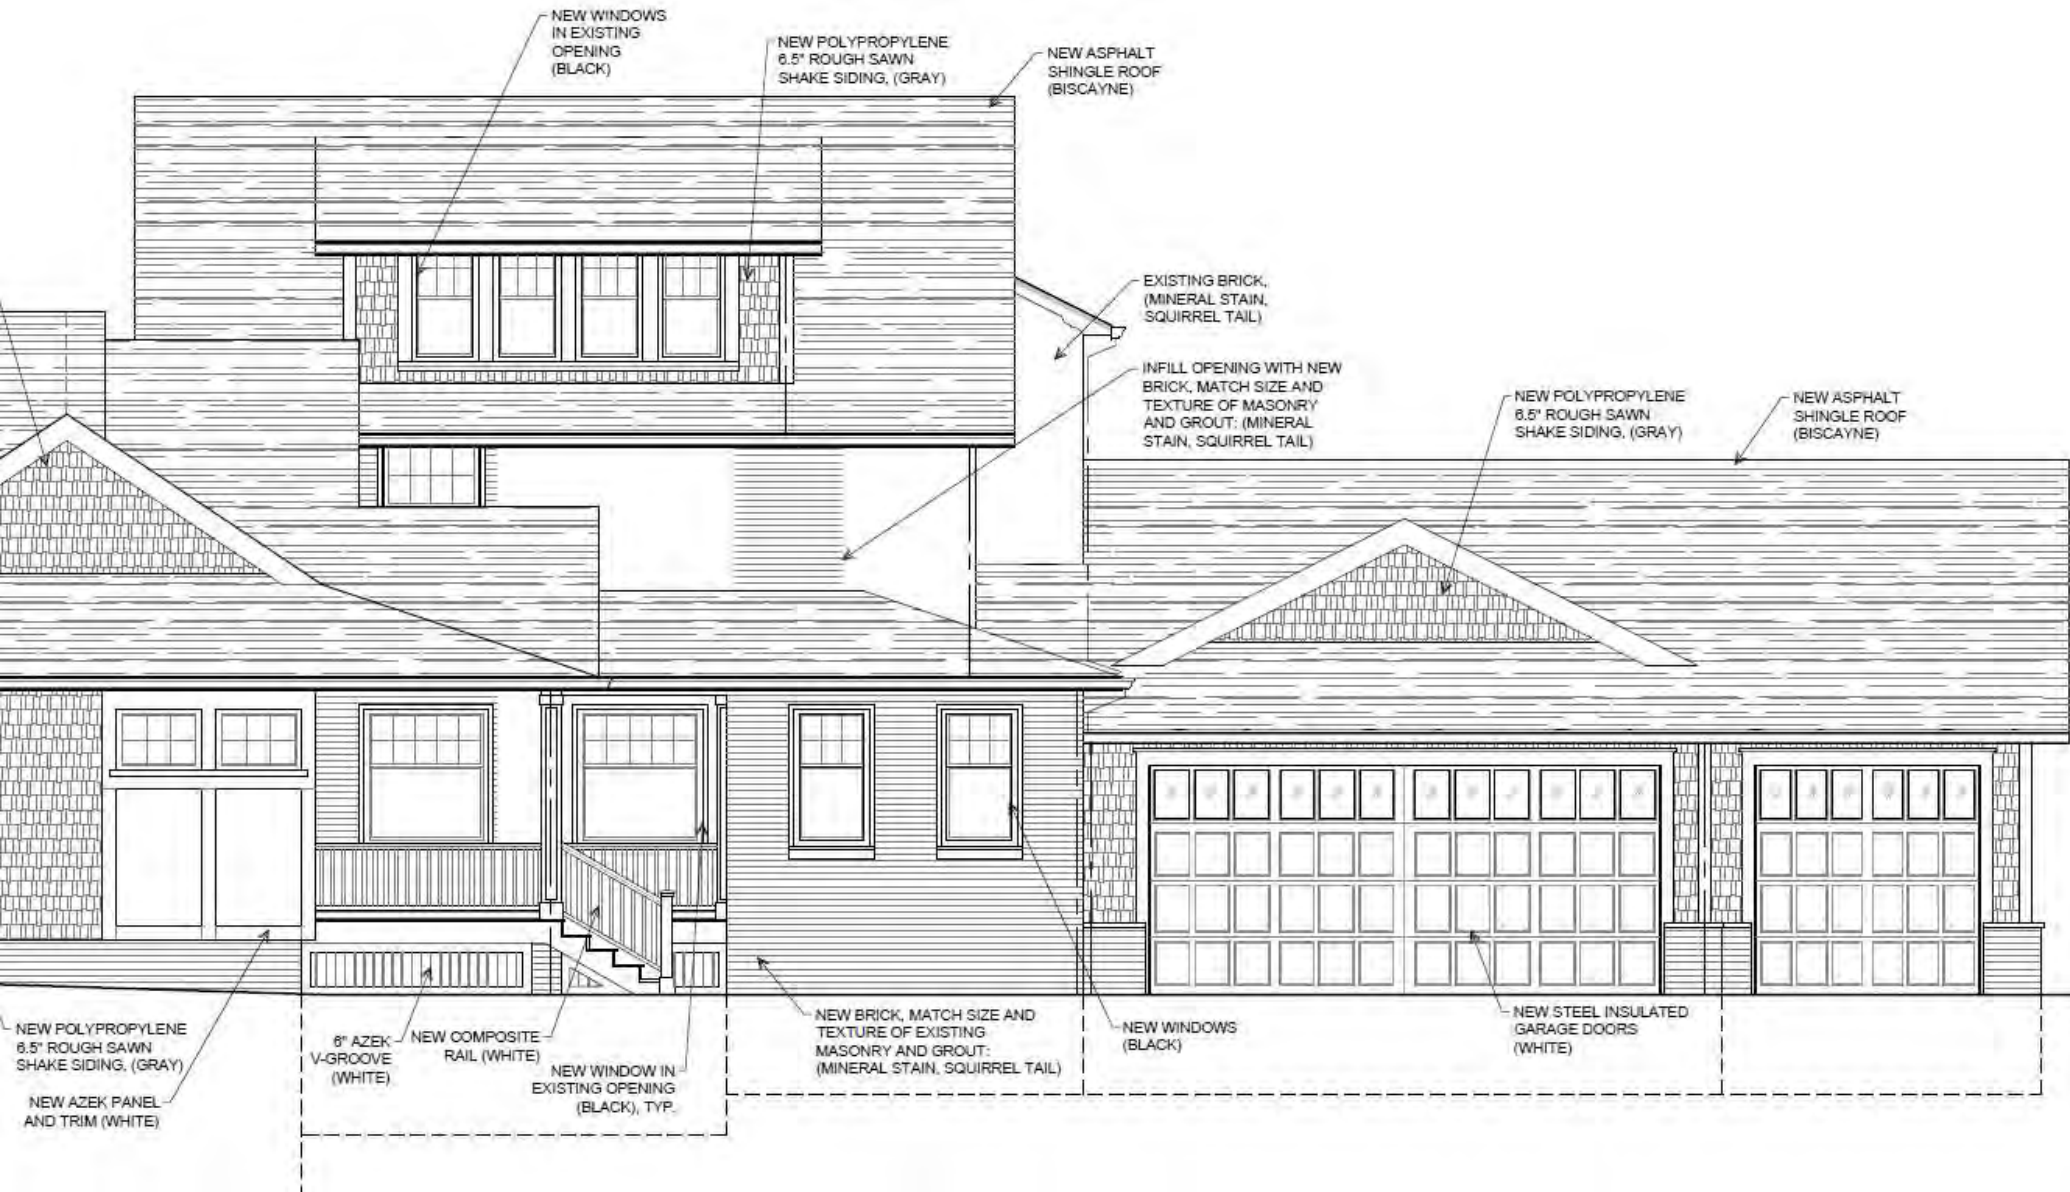 NEW WINDOWS
IN EXISTING
OPENING
(BLACK)
NEW POLYPROPYLENE
6.5" ROUGH SAWN
SHAKE SIDING, (GRAY)
NEW ASPHALT
SHINGLE ROOF
(BISCAYNE)
EXISTING BRICK,
(MINERAL STAIN,
SQUIRREL TAIL)
INFILL OPENING WITH NEW
BRICK, MATCH SIZE AND
TEXTURE OF MASONRY
AND GROUT: (MINERAL
STAIN, SQUIRREL TAIL)
NEW POLYPROPYLENE
6.5" ROUGH SAWN
SHAKE SIDING, (GRAY)
NEW ASPHALT
SHINGLE ROOF
(BISCAYNE)
NEW POLYPROPYLENE
6.5" ROUGH SAWN
SHAKE SIDING, (GRAY)
NEW AZEK PANEL
AND TRIM (WHITE)
6" AZEK
V-GROOVE
(WHITE)
NEW COMPOSITE
RAIL (WHITE)
NEW WINDOW IN
EXISTING OPENING
(BLACK), TYP.
NEW BRICK, MATCH SIZE AND
TEXTURE OF EXISTING
MASONRY AND GROUT:
(MINERAL STAIN, SQUIRREL TAIL)
NEW WINDOWS
(BLACK)
NEW STEEL INSULATED
GARAGE DOORS
(WHITE)